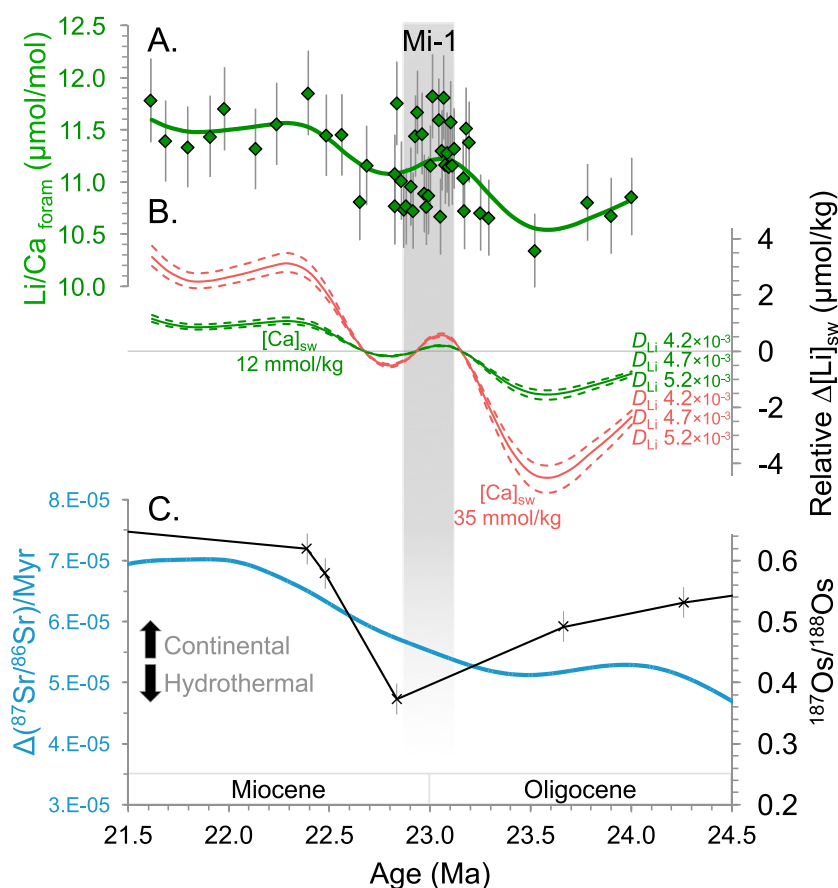 A.
Mi-1
12.5
12.0
11.5
11.0
10.5
10.0
Li/Ca foram (μmol/mol)
B.
[Ca]sw
12 mmol/kg
DLi 4.2×10-3
DLi 4.7×10-3
DLi 5.2×10-3
DLi 4.2×10-3
DLi 4.7×10-3
DLi 5.2×10-3
[Ca]sw
35 mmol/kg
4
2
0
-2
-4
Relative Δ[Li]sw (μmol/kg)
C.
8.E-05
7.E-05
6.E-05
5.E-05
4.E-05
3.E-05
Δ(87Sr/86Sr)/Myr
Continental
Hydrothermal
0.6
0.5
0.4
0.3
0.2
187Os/188Os
Miocene Oligocene
21.5 22.0 22.5 23.0 23.5 24.0 24.5
Age (Ma)